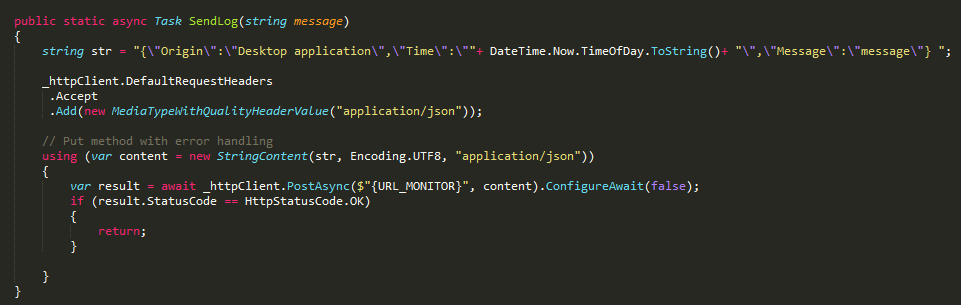 public static async Task SendLog(string message)
{
string str = "{\"Origin\":\"Desktop application\",\"Time\":\""+ DateTime.Now.TimeOfDay.ToString()+ "\",\"Message\":\"message\"} ";
_httpClient.DefaultRequestHeaders
.Accept
.Add(new MediaTypeWithQualityHeaderValue("application/json"));
// Put method with error handling
using (var content = new StringContent(str, Encoding.UTF8, "application/json"))
{
var result = await _httpClient.PostAsync($"{URL_MONITOR}", content).ConfigureAwait(false);
if (result.StatusCode == HttpStatusCode.OK)
{
return;
}
}
}